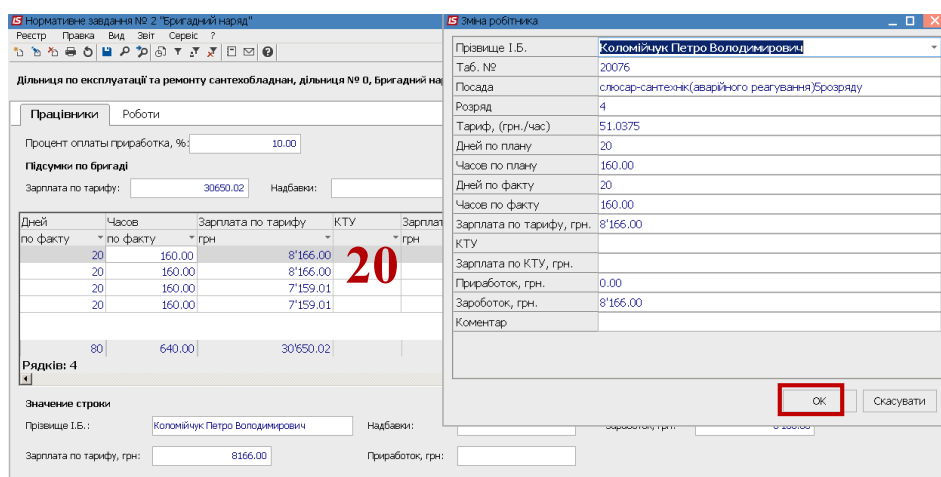 Нормативне завдання № 2 "Бригадний наряд"
Реєстр Правка Вид Звіт Сервіс ?
Дільниця по експлуатації та ремонту сантехобладнан, дільниця № 0, Бригадний на
Працівники Роботи
Процент оплаты приработка, %: 10.00
Підсумки по бригаді
Зарплата по тарифу: 30650.02 Надбавки:
Дней Часов Зарплата по тарифу КТУ Зарплат
по факту по факту грн грн
20 160.00 8'166.00
20 160.00 8'166.00
20 160.00 7'159.01
20 160.00 7'159.01
20
80 640.00 30'650.02
Рядків: 4
Значение строки
Прізвище І.Б.: Коломійчук Петро Володимирович Надбавки:
Зарплата по тарифу, грн: 8166.00 Приработок, грн:
Зміна робітника
Прізвище І.Б. Коломійчук Петро Володимирович
Таб. № 20076
Посада слюсар-сантехнік(аварійного реагування)5розряду
Розряд 4
Тариф, (грн./час) 51.0375
Дней по плану 20
Часов по плану 160.00
Дней по факту 20
Часов по факту 160.00
Зарплата по тарифу, грн. 8'166.00
КТУ
Зарплата по КТУ, грн.
Приработок, грн. 0.00
Зароботок, грн. 8'166.00
Коментар
ОК Скасувати